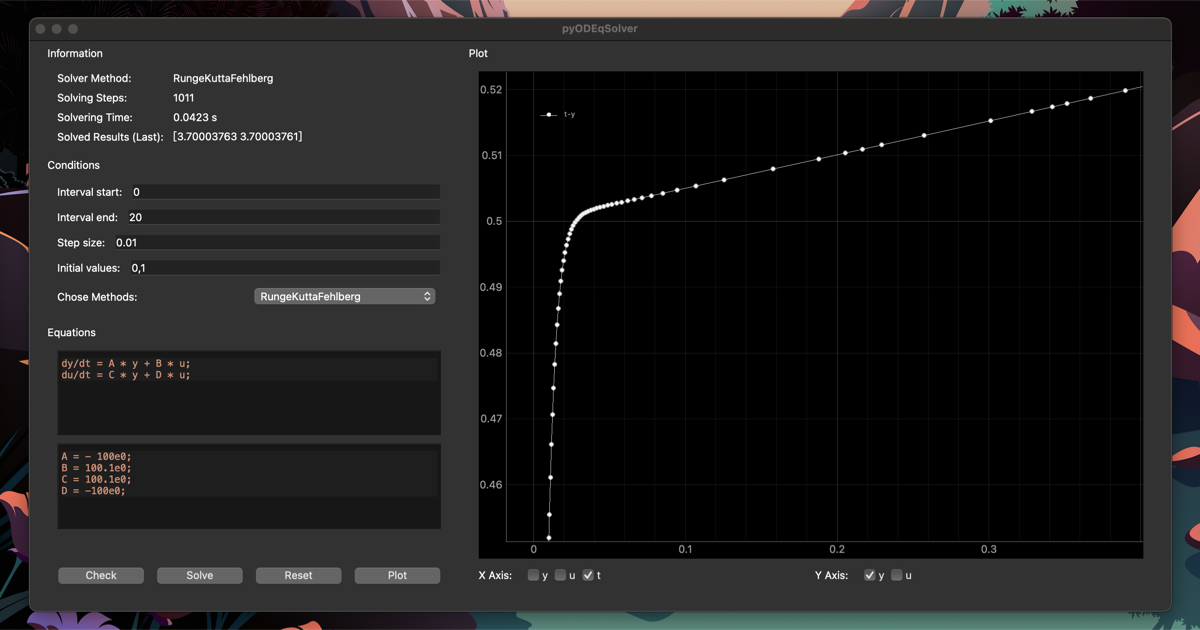 pyODEqSolver
Information
Solver Method: RungeKuttaFehlberg
Solving Steps: 1011
Solvering Time: 0.0423 s
Solved Results (Last): [3.70003763 3.70003761]
Conditions
Interval start: 0
Interval end: 20
Step size: 0.01
Initial values: 0,1
Chose Methods: RungeKuttaFehlberg
Equations
dy/dt = A * y + B * u;
du/dt = C * y + D * u;
A = - 100e0;
B = 100.1e0;
C = 100.1e0;
D = -100e0;
Check Solve Reset Plot
Plot
t-y
0.52
0.51
0.5
0.49
0.48
0.47
0.46
0 0.1 0.2 0.3
X Axis: y u t
Y Axis: y u